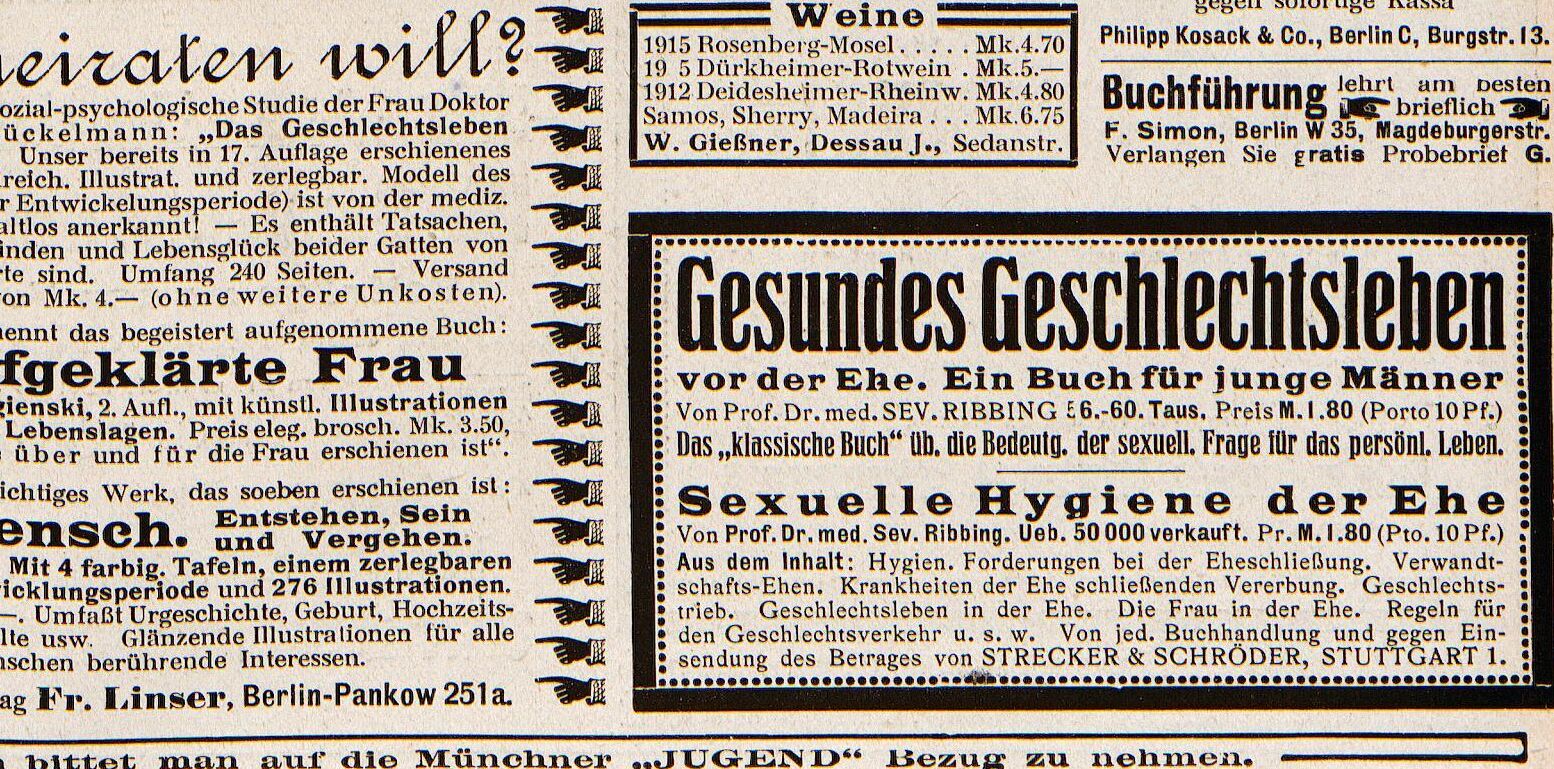 heiraten will?
ozial-psychologische Studie der Frau Doktor
ückelmann: „Das Geschlechtsleben
Unser bereits in 17. Auflage erschienenes
reich. Illustrat. und zerlegbar. Modell des
r Entwickelungsperiode) ist von der mediz.
altlos anerkannt! — Es enthält Tatsachen,
inden und Lebensglück beider Gatten von
rte sind. Umfang 240 Seiten. — Versand
on Mk. 4.— (ohne weitere Unkosten).
ennt das begeistert aufgenommene Buch:
fgeklärte Frau
gienski, 2. Aufl., mit künstl. Illustrationen
Lebenslagen. Preis eleg. brosch. Mk. 3.50,
über und für die Frau erschienen ist“.
ichtiges Werk, das soeben erschienen ist:
ensch. Entstehen, Sein
und Vergehen.
Mit 4 farbig. Tafeln, einem zerlegbaren
icklungsperiode und 276 Illustrationen.
—. Umfaßt Urgeschichte, Geburt, Hochzeits-
lte usw. Glänzende Illustrationen für alle
nschen berührende Interessen.
ag Fr. Linser, Berlin-Pankow 251a.
Weine
1915 Rosenberg-Mosel . . . . . Mk. 4.70
19 5 Dürkheimer-Rotwein . Mk. 5.—
1912 Deidesheimer-Rheinw. Mk. 4.80
Samos, Sherry, Madeira . . . Mk. 6.75
W. Gießner, Dessau J., Sedanstr.
gegen sofortige Kassa
Philipp Kosack & Co., Berlin C, Burgstr. 13.
Buchführung lehrt am besten
brieflich
F. Simon, Berlin W 35, Magdeburgerstr.
Verlangen Sie gratis Probebrief G.
Gesundes Geschlechtsleben
vor der Ehe. Ein Buch für junge Männer
Von Prof. Dr. med. SEV. RIBBING 56.-60. Taus. Preis M. 1.80 (Porto 10 Pf.)
Das „klassische Buch“ üb. die Bedeutg. der sexuell. Frage für das persönl. Leben.
Sexuelle Hygiene der Ehe
Von Prof. Dr. med. Sev. Ribbing. Ueb. 50 000 verkauft. Pr. M. 1.80 (Pto. 10 Pf.)
Aus dem Inhalt: Hygien. Forderungen bei der Eheschließung. Verwandt-
schafts-Ehen. Krankheiten der Ehe schließenden Vererbung. Geschlechts-
trieb. Geschlechtsleben in der Ehe. Die Frau in der Ehe. Regeln für
den Geschlechtsverkehr u. s. w. Von jed. Buchhandlung und gegen Ein-
sendung des Betrages von STRECKER & SCHRÖDER, STUTTGART 1.
bittet man auf die Münchner „JUGEND“ Bezug zu nehmen.